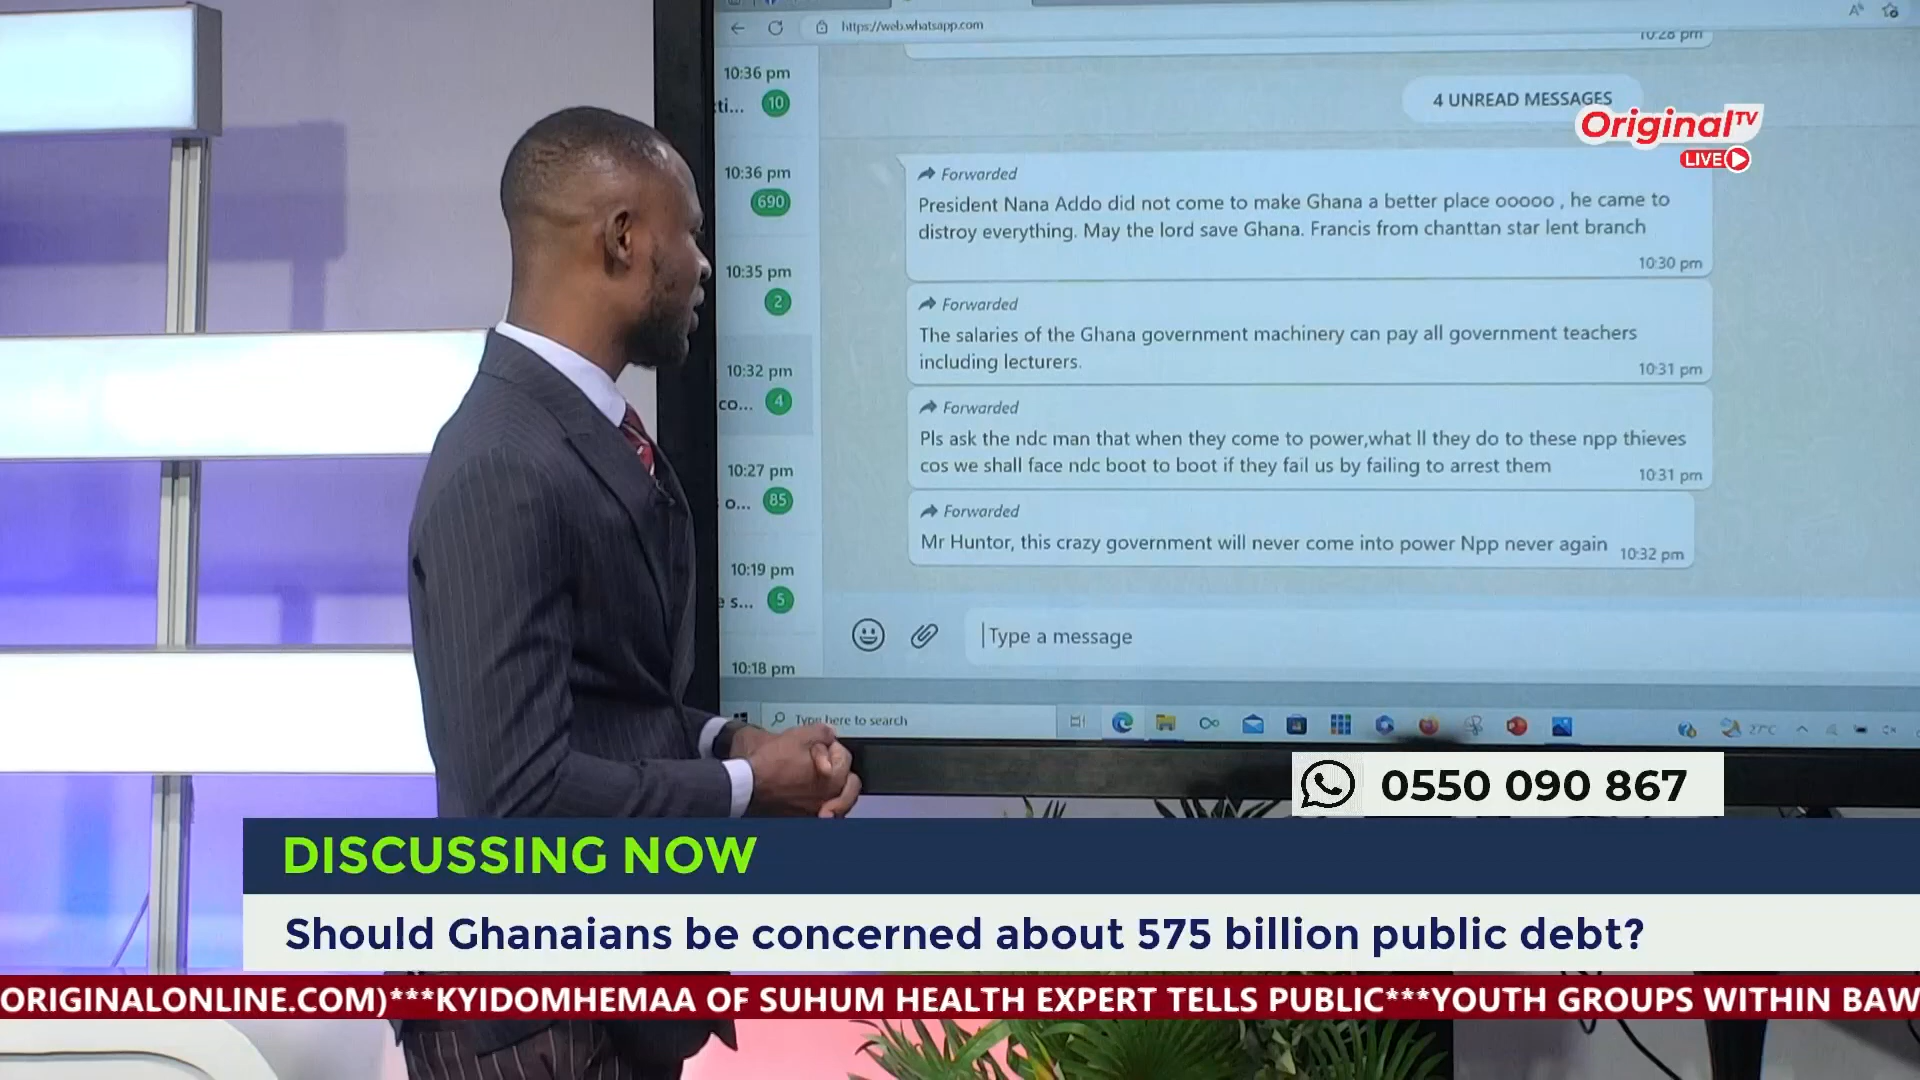 https://web.whatsapp.com
10:28 pm
10:36 pm
10
4 UNREAD MESSAGES
Original TV
LIVE
10:36 pm
690
Forwarded
President Nana Addo did not come to make Ghana a better place ooooo , he came to
distroy everything. May the lord save Ghana. Francis from chanttan star lent branch
10:30 pm
10:35 pm
2
Forwarded
The salaries of the Ghana government machinery can pay all government teachers
including lecturers.
10:31 pm
10:32 pm
co...
4
Forwarded
Pls ask the ndc man that when they come to power,what ll they do to these npp thieves
cos we shall face ndc boot to boot if they fail us by failing to arrest them
10:31 pm
10:27 pm
o...
85
Forwarded
Mr Huntor, this crazy government will never come into power Npp never again
10:32 pm
10:19 pm
s...
5
Type a message
10:18 pm
Type here to search
27°C
0550 090 867
DISCUSSING NOW
Should Ghanaians be concerned about 575 billion public debt?
ORIGINALONLINE.COM)***KYIDOMHEMAA OF SUHUM HEALTH EXPERT TELLS PUBLIC***YOUTH GROUPS WITHIN BAW